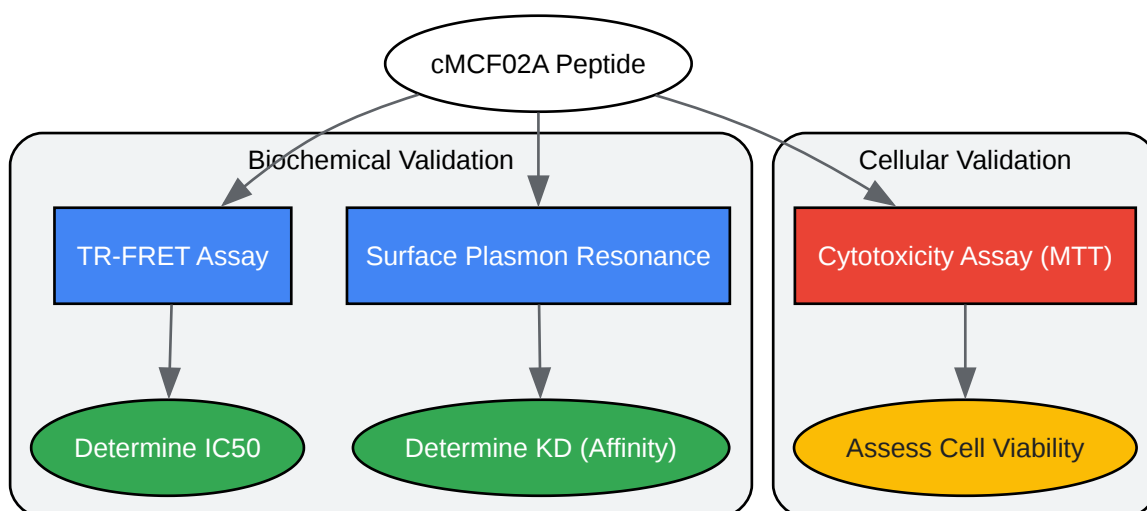 cMCF02A Peptide
Biochemical Validation
Cellular Validation
TR-FRET Assay
Surface Plasmon Resonance
Cytotoxicity Assay (MTT)
Determine IC50
Determine KD (Affinity)
Assess Cell Viability